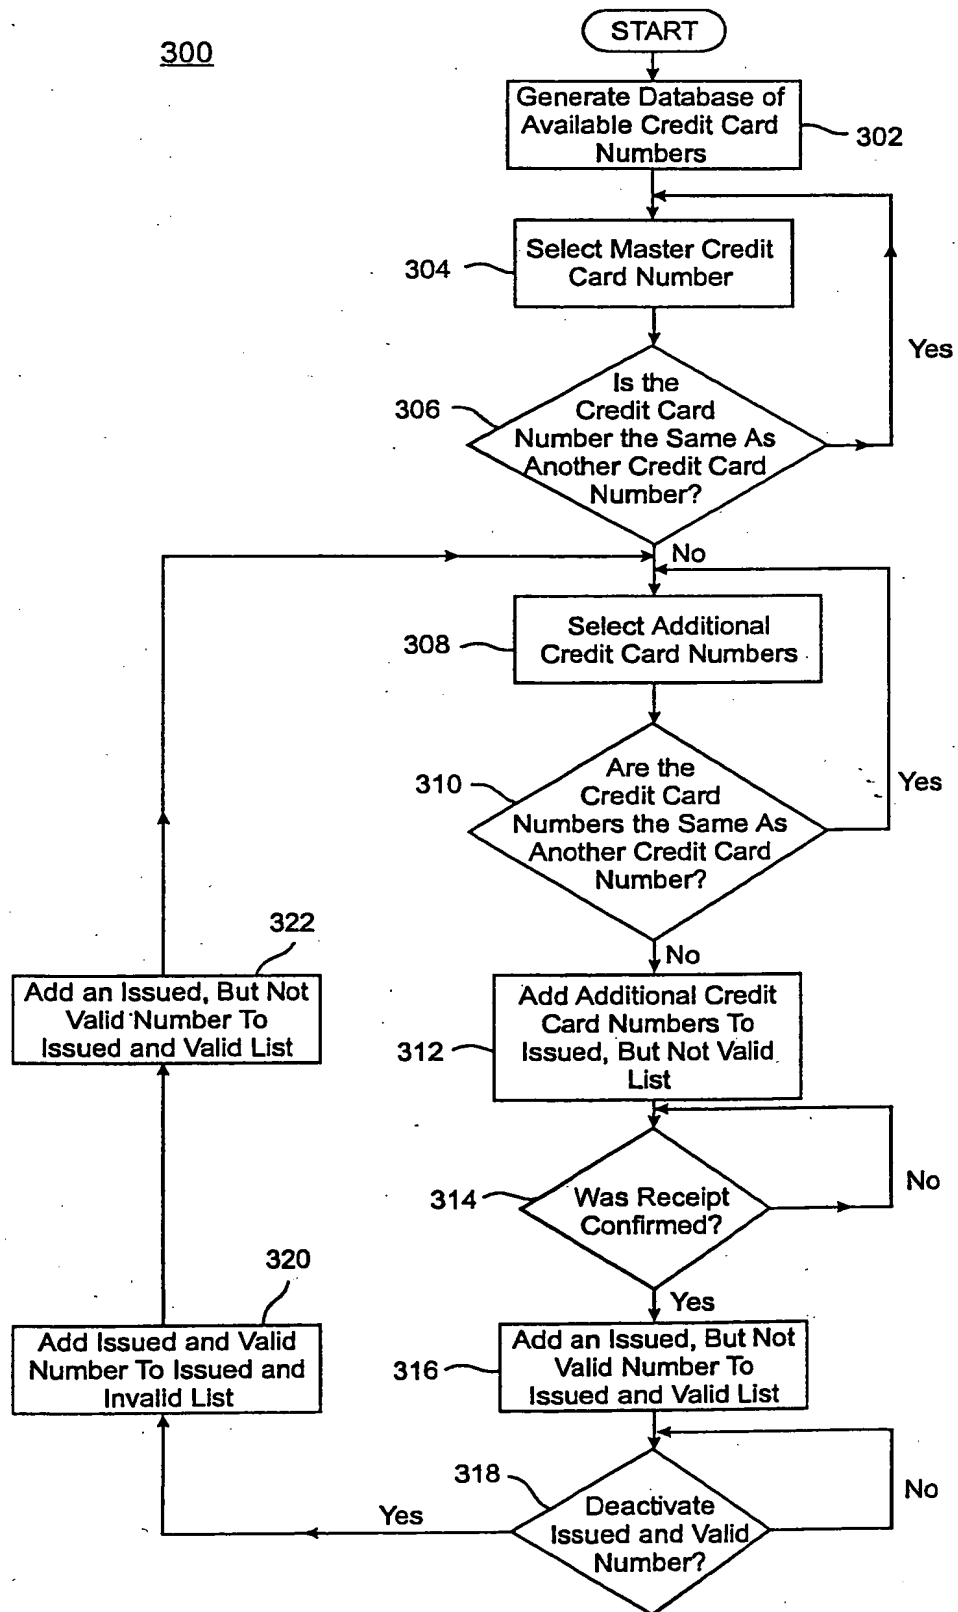 300
START
Generate Database of
Available Credit Card
Numbers
302
Select Master Credit
Card Number
304
Yes
Is the
Credit Card
Number the Same As
Another Credit Card
Number?
306
No
Select Additional
Credit Card Numbers
308
Are the
Credit Card
Numbers the Same As
Another Credit Card
Number?
310
Yes
No
322
Add an Issued, But Not
Valid Number To
Issued and Valid List
Add Additional Credit
Card Numbers To
Issued, But Not Valid
List
312
Was Receipt
Confirmed?
314
No
Yes
320
Add Issued and Valid
Number To Issued and
Invalid List
Add an Issued, But Not
Valid Number To
Issued and Valid List
316
318
Deactivate
Issued and Valid
Number?
No
Yes